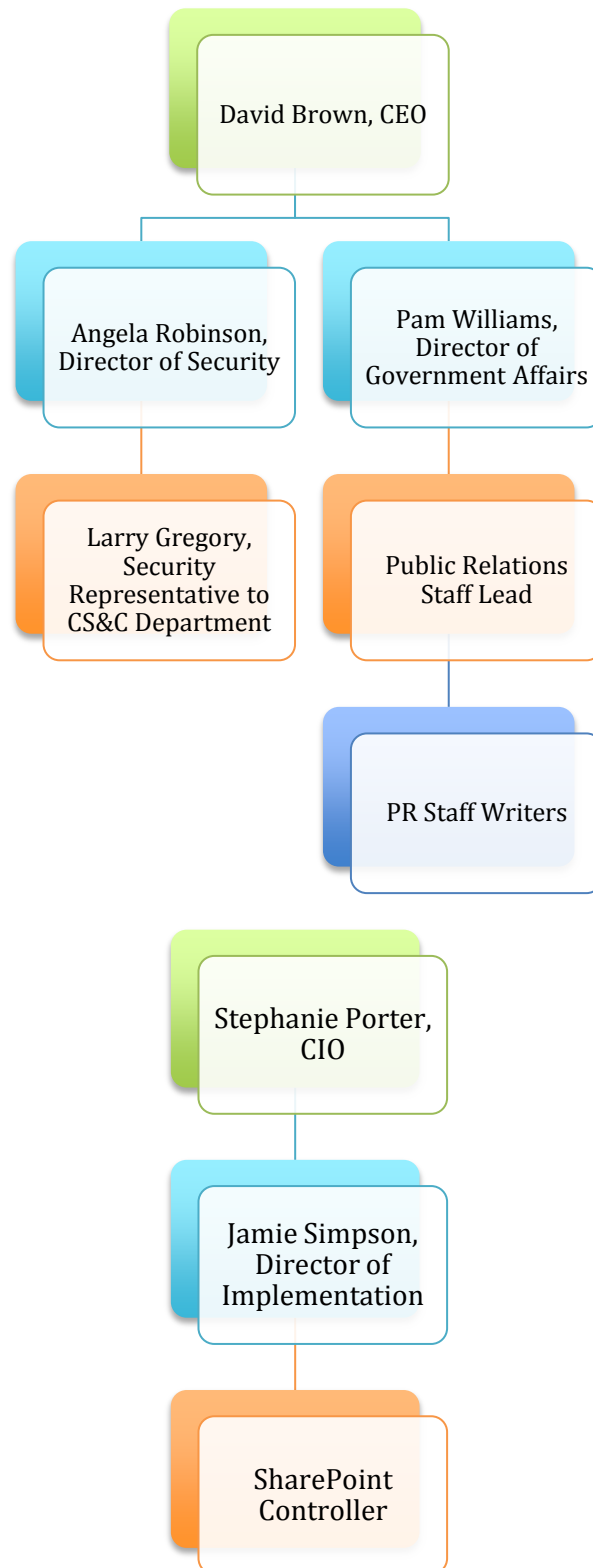 David Brown, CEO
Angela Robinson,
Director of Security
Pam Williams,
Director of
Government Affairs
Larry Gregory,
Security
Representative to
CS&C Department
Public Relations
Staff Lead
PR Staff Writers
Stephanie Porter,
CIO
Jamie Simpson,
Director of
Implementation
SharePoint
Controller